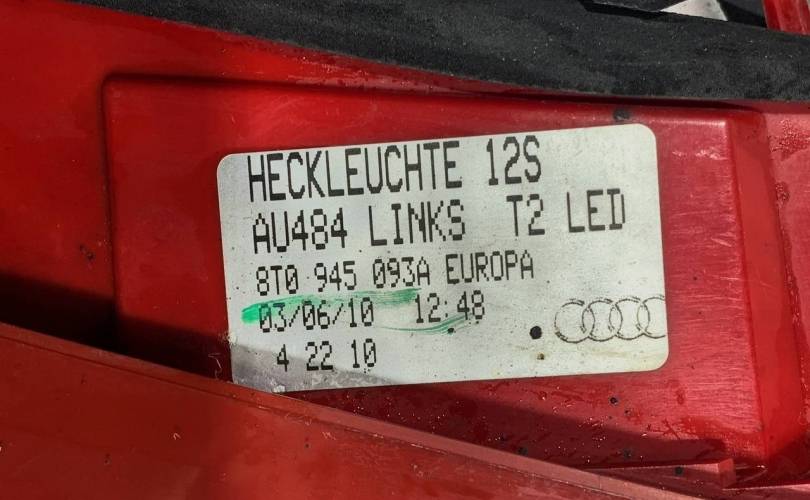 HECKLEUCHTE 12S
AU484 LINKS T2 LED
8T0 945 093A EUROPA
03/06/10 12:48
4 22 10